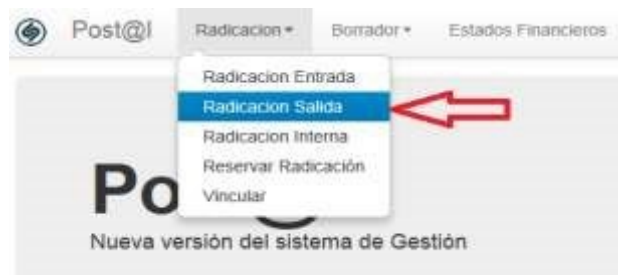 Post@l Radicacion Borrador Estados Financieros
Radicacion Entrada
Radicacion Salida
Radicacion Interna
Reservar Radicación
Vincular
Po
Nueva versión del sistema de Gestión